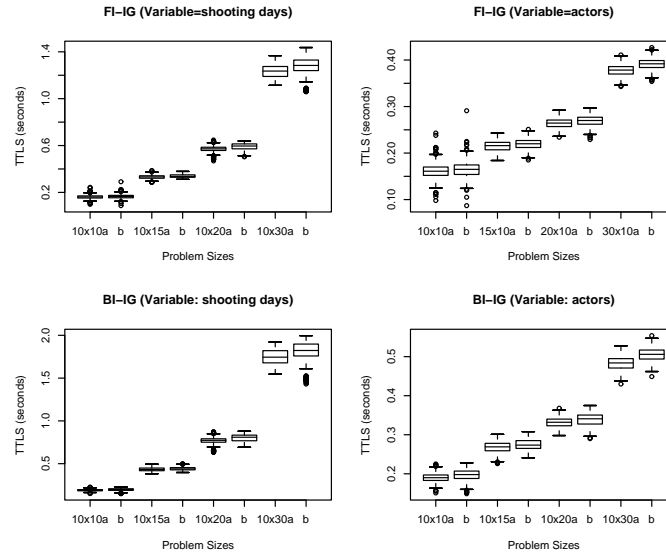 FI−IG (Variable=shooting days)
TTLS (seconds)
0.2
0.6
1.0
1.4
10x10a b 10x15a b 10x20a b 10x30a b
Problem Sizes
FI−IG (Variable=actors)
TTLS (seconds)
0.10
0.20
0.30
0.40
10x10a b 15x10a b 20x10a b 30x10a b
Problem Sizes
BI−IG (Variable: shooting days)
TTLS (seconds)
0.5
1.0
1.5
2.0
10x10a b 10x15a b 10x20a b 10x30a b
Problem Sizes
BI−IG (Variable: actors)
TTLS (seconds)
0.2
0.3
0.4
0.5
10x10a b 10x15a b 10x20a b 10x30a b
Problem Sizes